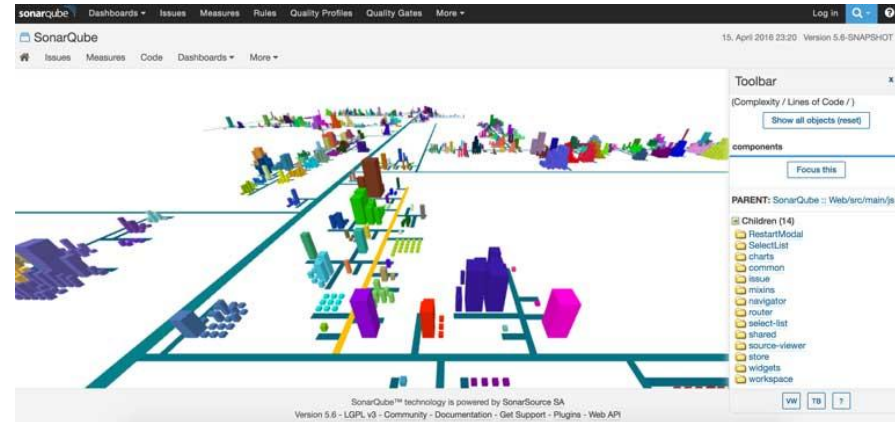 sonarqube Dashboards Issues Measures Rules Quality Profiles Quality Gates More Log in ?
SonarQube 15. April 2016 23:20 Version 5.6-SNAPSHOT
Issues Measures Code Dashboards More
Toolbar x
(Complexity / Lines of Code / )
Show all objects (reset)
components
Focus this
PARENT: SonarQube :: Web/src/main/js
Children (14)
RestartModal
SelectList
charts
common
issue
mixins
navigator
router
select-list
shared
source-viewer
store
widgets
workspace
VW TB ?
SonarQube™ technology is powered by SonarSource SA
Version 5.6 - LGPL v3 - Community - Documentation - Get Support - Plugins - Web API